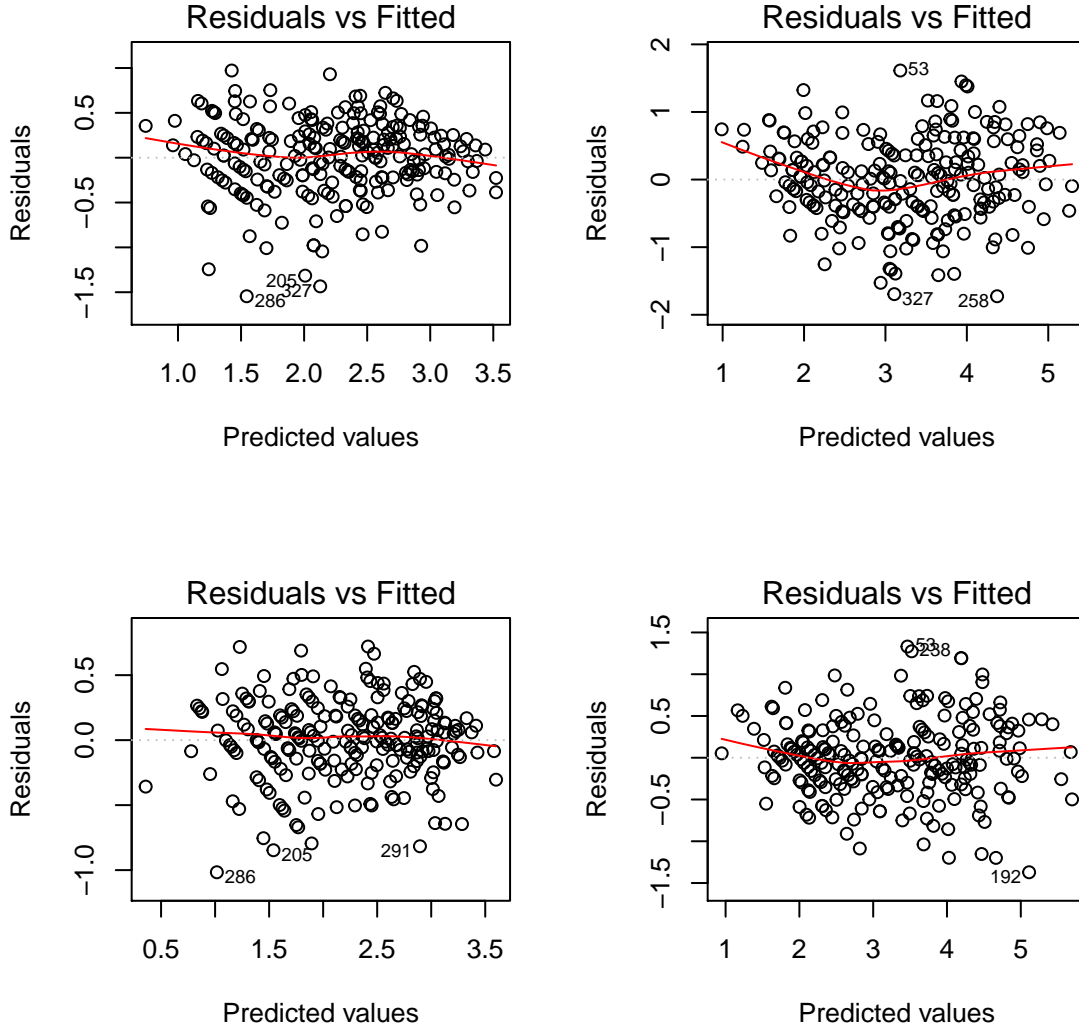 Residuals vs Fitted
Residuals
0.5
−0.5
−1.5
205
327
286
1.0 1.5 2.0 2.5 3.0 3.5
Predicted values
Residuals vs Fitted
Residuals
2
1
0
−1
−2
53
327
258
1 2 3 4 5
Predicted values
Residuals vs Fitted
Residuals
0.5
0.0
−1.0
205
291
286
0.5 1.5 2.5 3.5
Predicted values
Residuals vs Fitted
Residuals
1.5
0.5
−0.5
−1.5
53
238
192
1 2 3 4 5
Predicted values